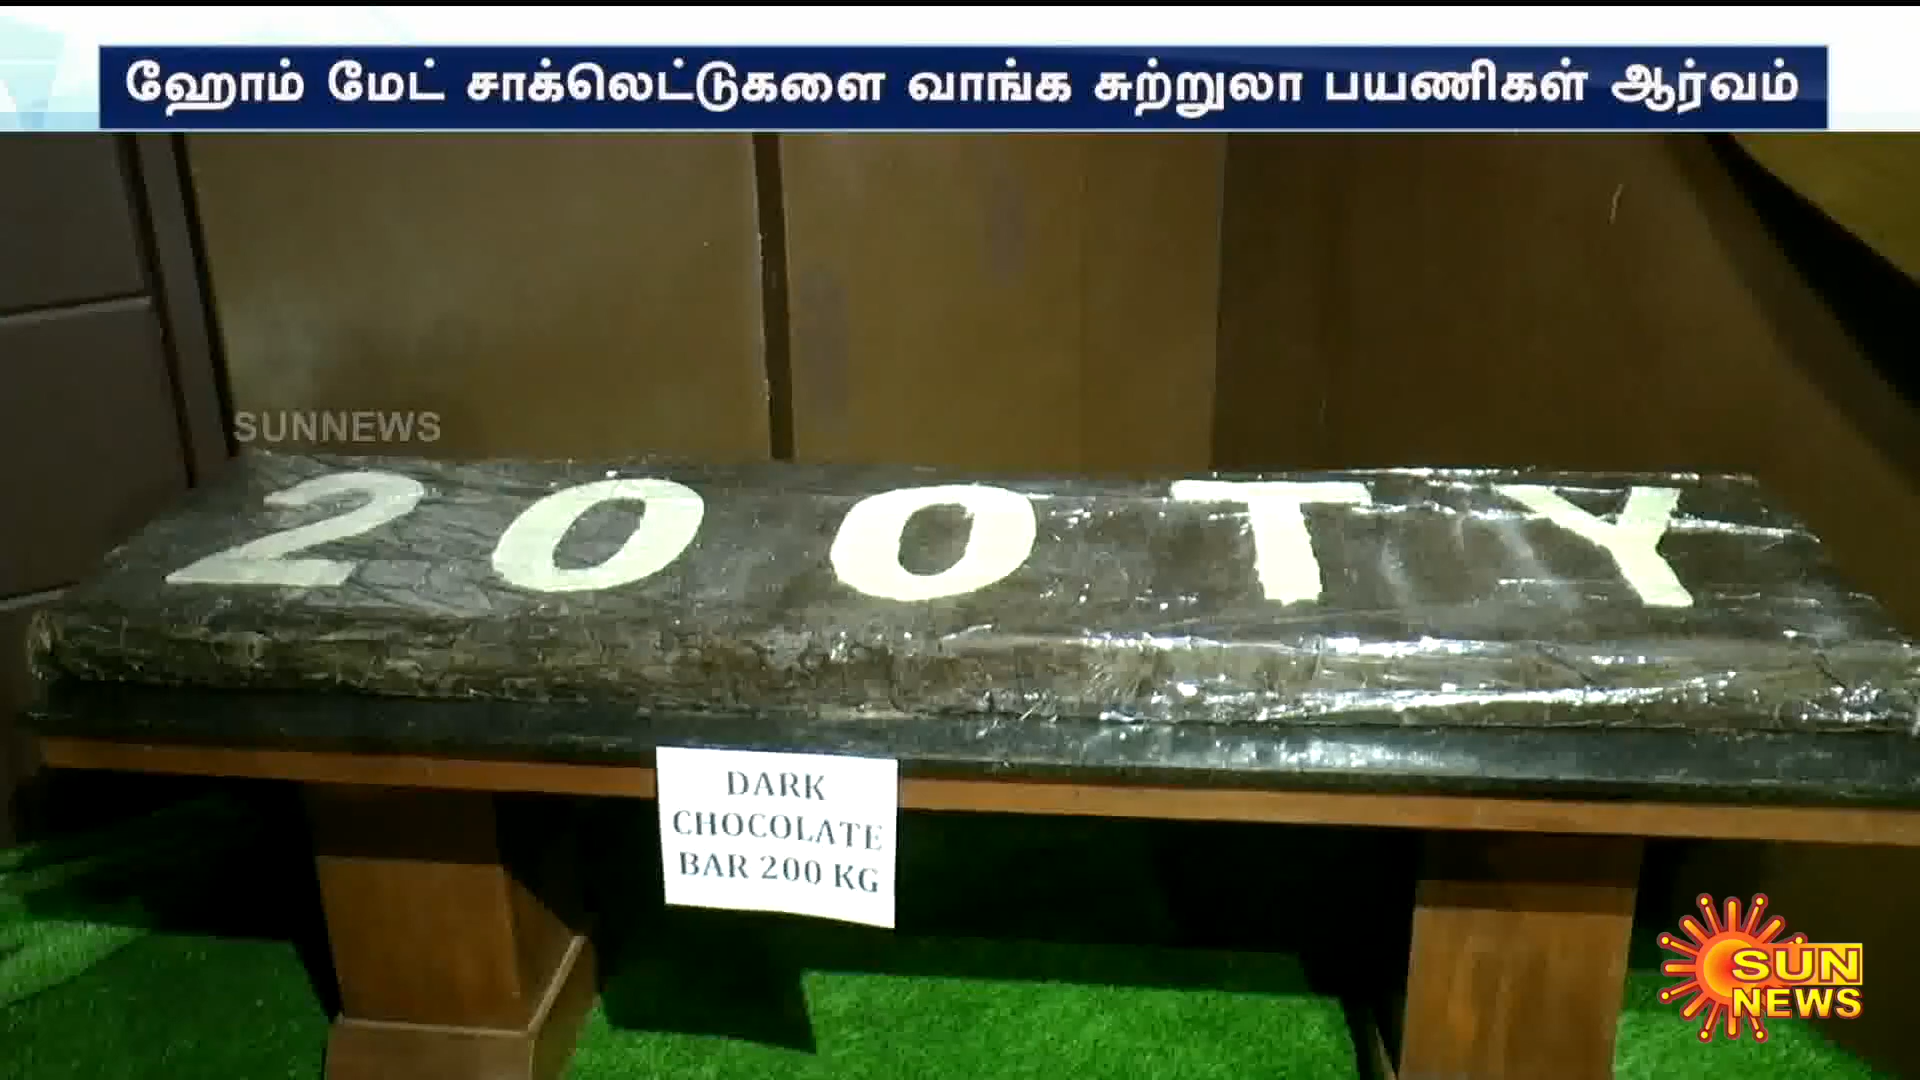 ஹோம் மேட் சாக்லெட்டுகளை வாங்க சுற்றுலா பயணிகள் ஆர்வம்
SUNNEWS
200TY
DARK
CHOCOLATE
BAR 200 KG
SUN
NEWS